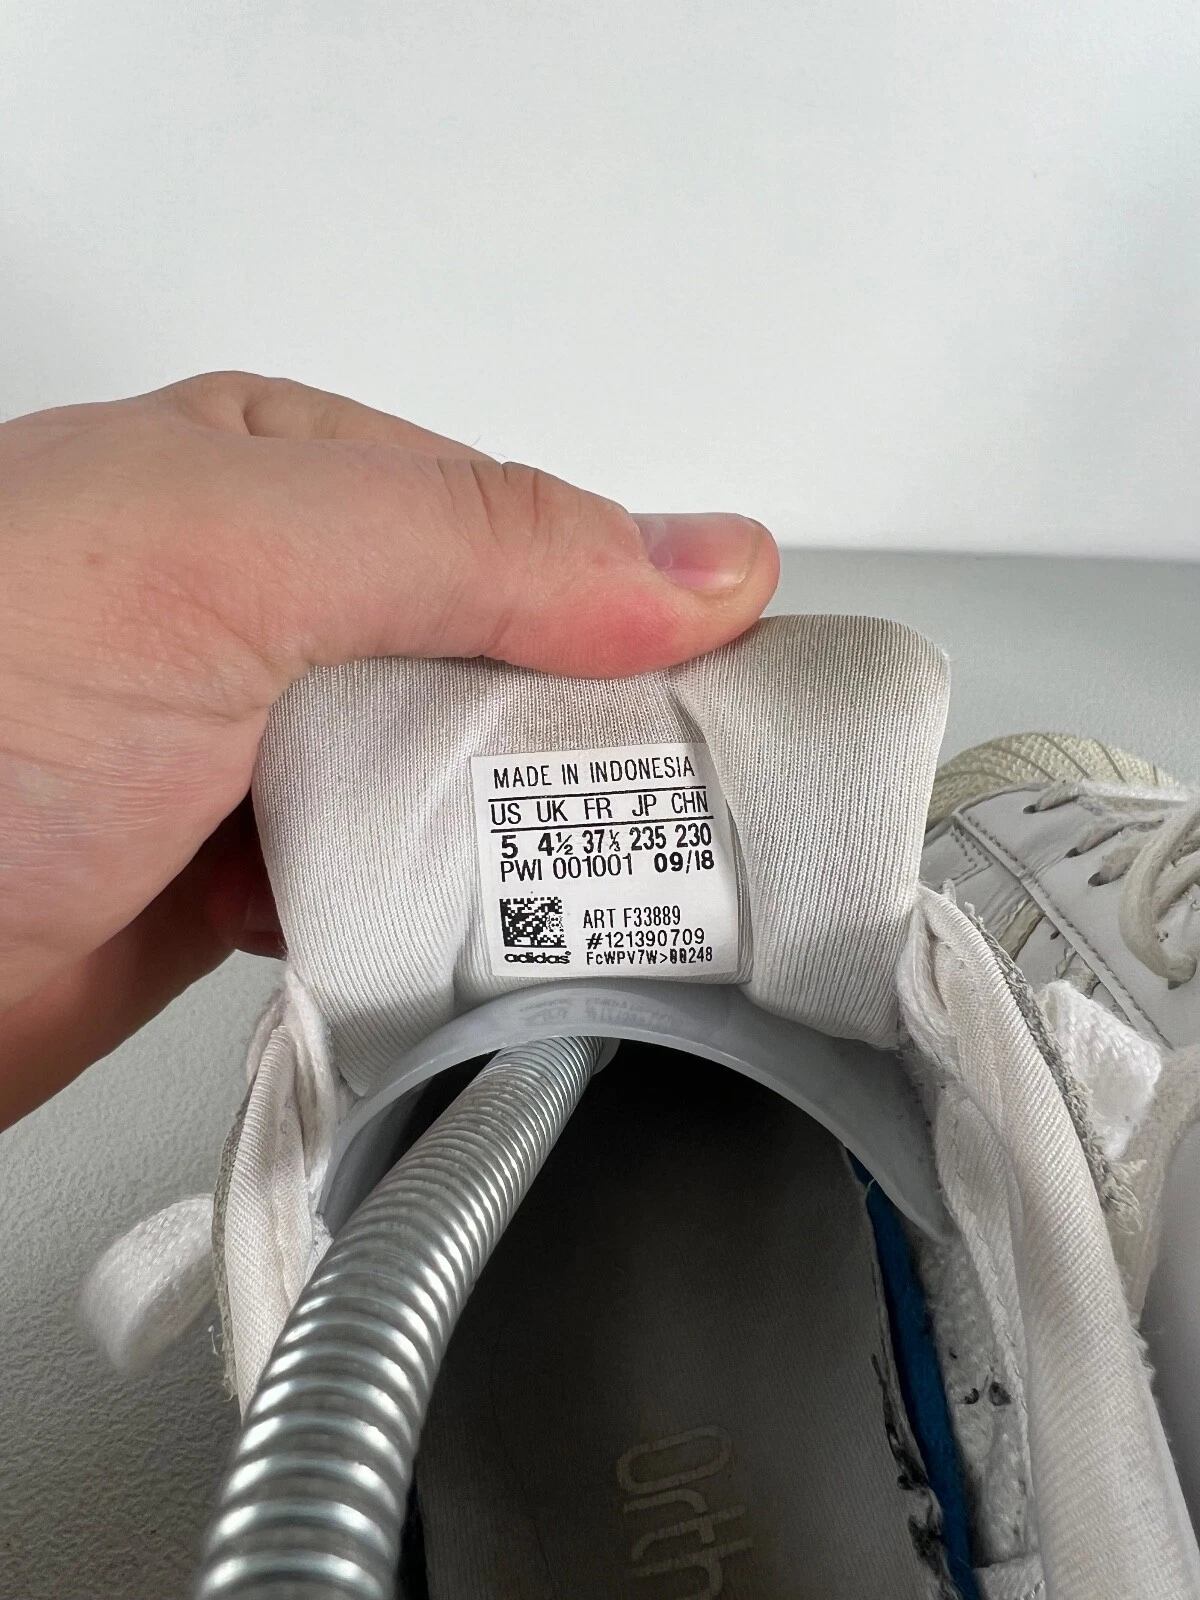 MADE IN INDONESIA
US UK FR JP CHN
5 4½ 37⅓ 235 230
PWI 001001 09/18
ART F33889
#121390709
adidas FcWPV7W>00248
Orth